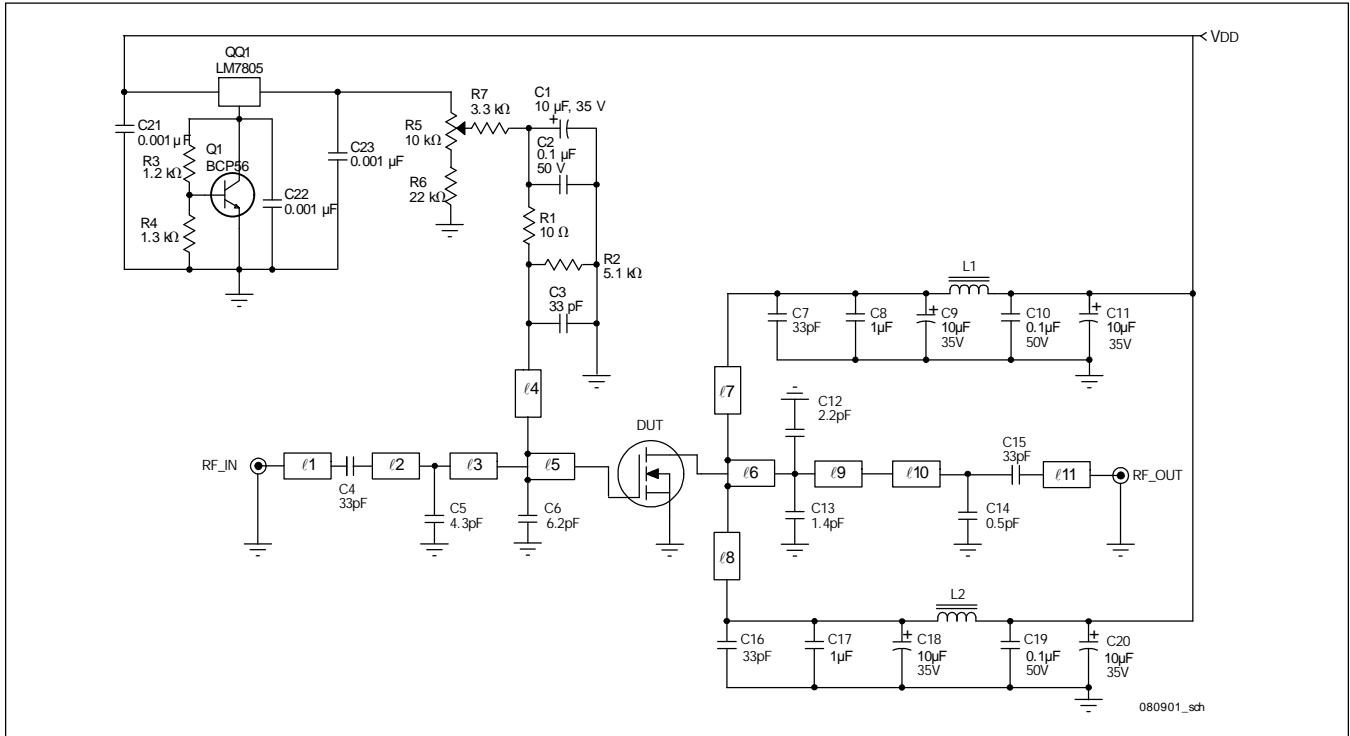 VDD
QQ1
LM7805
C21
0.001 µF
R3
1.2 kΩ
Q1
BCP56
R4
1.3 kΩ
C22
0.001 µF
C23
0.001 µF
R5
10 kΩ
R7
3.3 kΩ
R6
22 kΩ
C1
10 µF, 35 V
+
C2
0.1 µF
50 V
R1
10 Ω
R2
5.1 kΩ
C3
33 pF
L1
C7
33pF
C8
1µF
+
C9
10µF
35V
C10
0.1µF
50V
+
C11
10µF
35V
ℓ4
ℓ7
C12
2.2pF
DUT
RF_IN
ℓ1
C4
33pF
ℓ2
ℓ3
ℓ5
ℓ6
ℓ9
ℓ10
C15
33pF
ℓ11
RF_OUT
C5
4.3pF
C6
6.2pF
C13
1.4pF
C14
0.5pF
ℓ8
L2
C16
33pF
C17
1µF
+
C18
10µF
35V
C19
0.1µF
50V
+
C20
10µF
35V
080901_sch